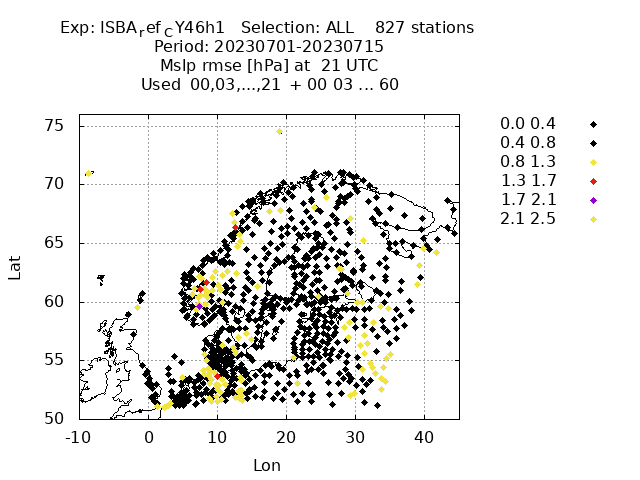 Exp: ISBArefCY46h1 Selection: ALL 827 stations
Period: 20230701-20230715
Mslp rmse [hPa] at 21 UTC
Used 00,03,...,21 + 00 03 ... 60
0.0 0.4
0.4 0.8
0.8 1.3
1.3 1.7
1.7 2.1
2.1 2.5
75
70
65
60
55
50
Lat
-10 0 10 20 30 40
Lon